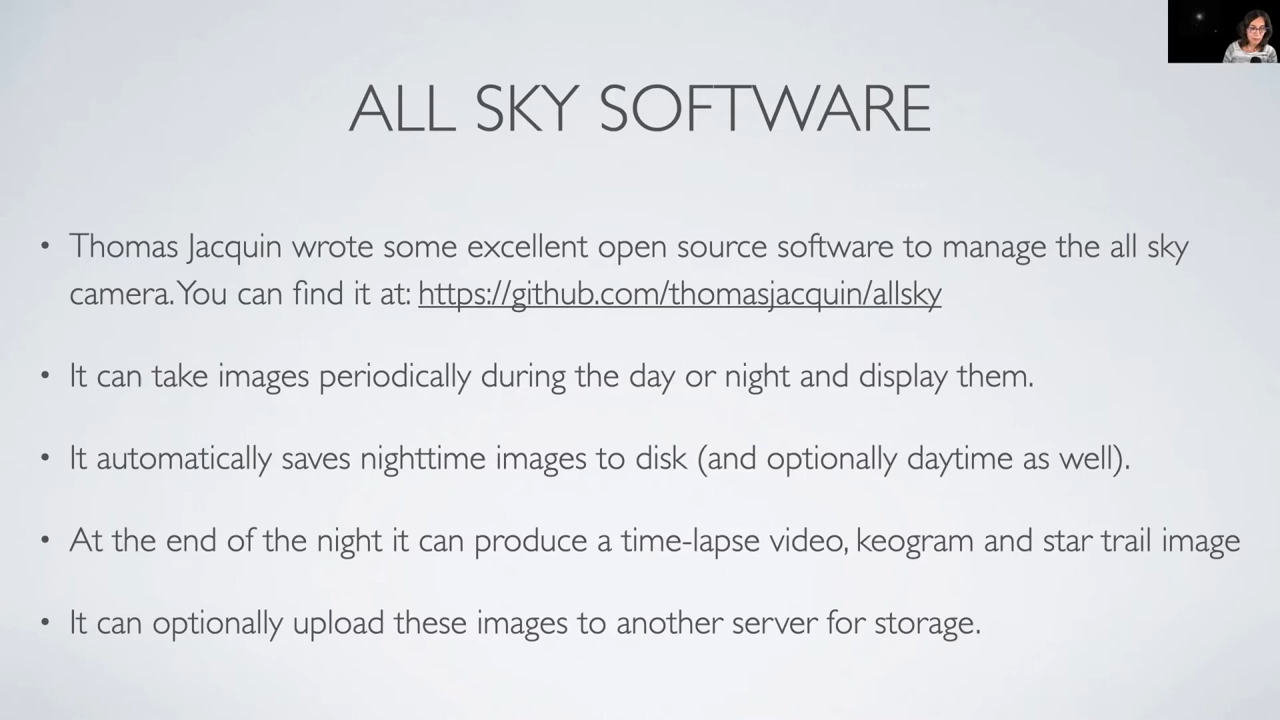 ALL SKY SOFTWARE
• Thomas Jacquin wrote some excellent open source software to manage the all sky
camera. You can find it at: https://github.com/thomasjacquin/allsky
• It can take images periodically during the day or night and display them.
• It automatically saves nighttime images to disk (and optionally daytime as well).
• At the end of the night it can produce a time-lapse video, keogram and star trail image
• It can optionally upload these images to another server for storage.